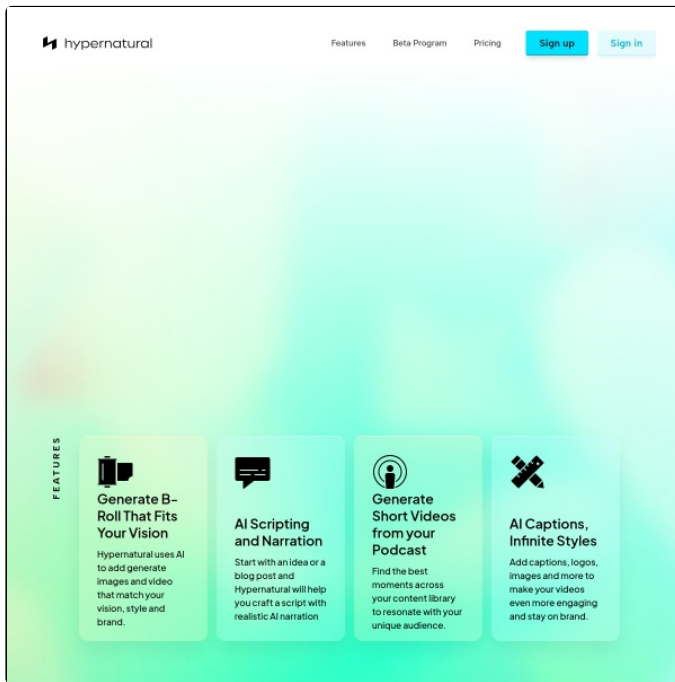 hypernatural
Features
Beta Program
Pricing
Sign up
Sign in
FEATURES
Generate B-
Roll That Fits
Your Vision
Hypernatural uses AI
to add generate
images and video
that match your
vision, style and
brand.
AI Scripting
and Narration
Start with an idea or a
blog post and
Hypernatural will help
you craft a script with
realistic AI narration
Generate
Short Videos
from your
Podcast
Find the best
moments across
your content library
to resonate with your
unique audience.
AI Captions,
Infinite Styles
Add captions, logos,
images and more to
make your videos
even more engaging
and stay on brand.